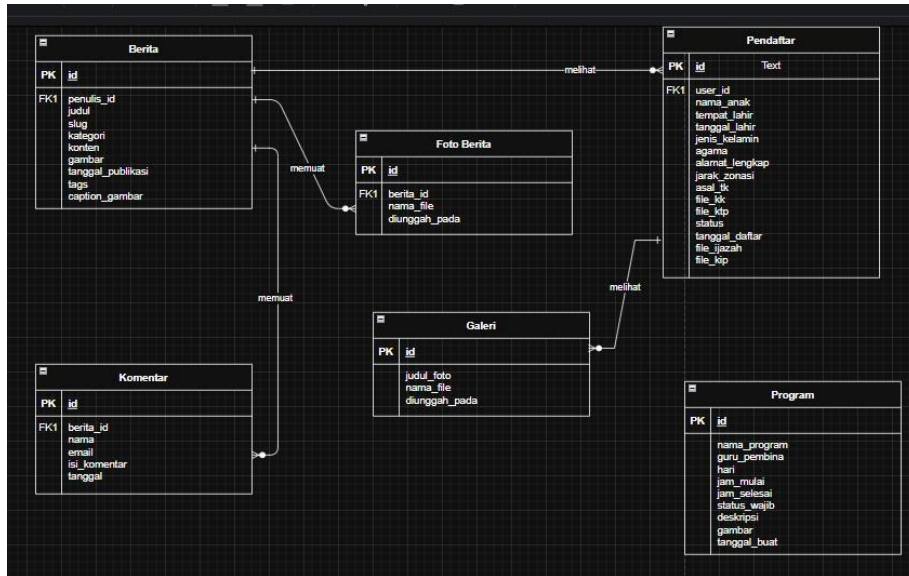 Berita
PK id
FK1 penulis_id
judul
slug
kategori
konten
gambar
tanggal_publikasi
tags
caption_gambar
melihat
Pendaftar
PK id Text
FK1 user_id
nama_anak
tempat_lahir
tanggal_lahir
jenis_kelamin
agama
alamat_lengkap
jarak_zonasi
asal_tk
file_kk
file_ktp
status
tanggal_daftar
file_ijazah
file_kip
memuat
Foto Berita
PK id
FK1 berita_id
nama_file
diunggah_pada
memuat
melihat
Galeri
PK id
judul_foto
nama_file
diunggah_pada
Komentar
PK id
FK1 berita_id
nama
email
isi_komentar
tanggal
Program
PK id
nama_program
guru_pembina
hari
jam_mulai
jam_selesai
status_wajib
deskripsi
gambar
tanggal_buat